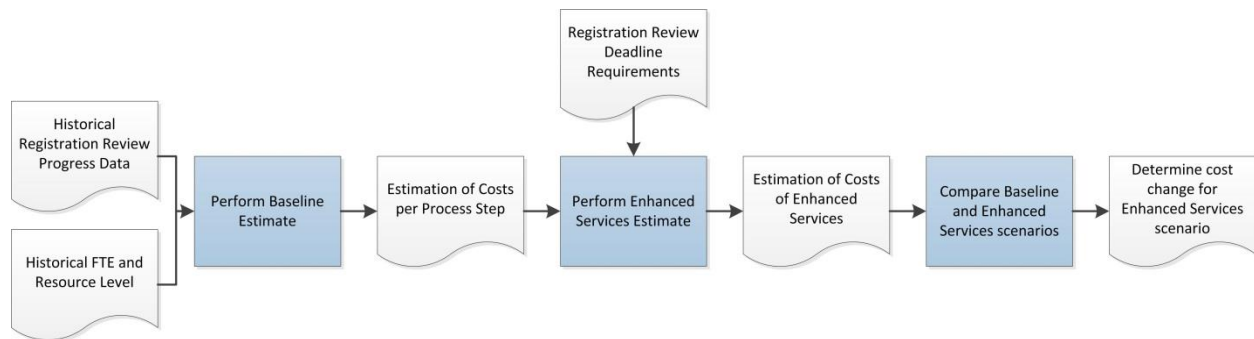 Registration Review
Deadline
Requirements
Historical
Registration Review
Progress Data
Historical FTE and
Resource Level
Perform Baseline
Estimate
Estimation of Costs
per Process Step
Perform Enhanced
Services Estimate
Estimation of Costs
of Enhanced
Services
Compare Baseline
and Enhanced
Services scenarios
Determine cost
change for
Enhanced Services
scenario